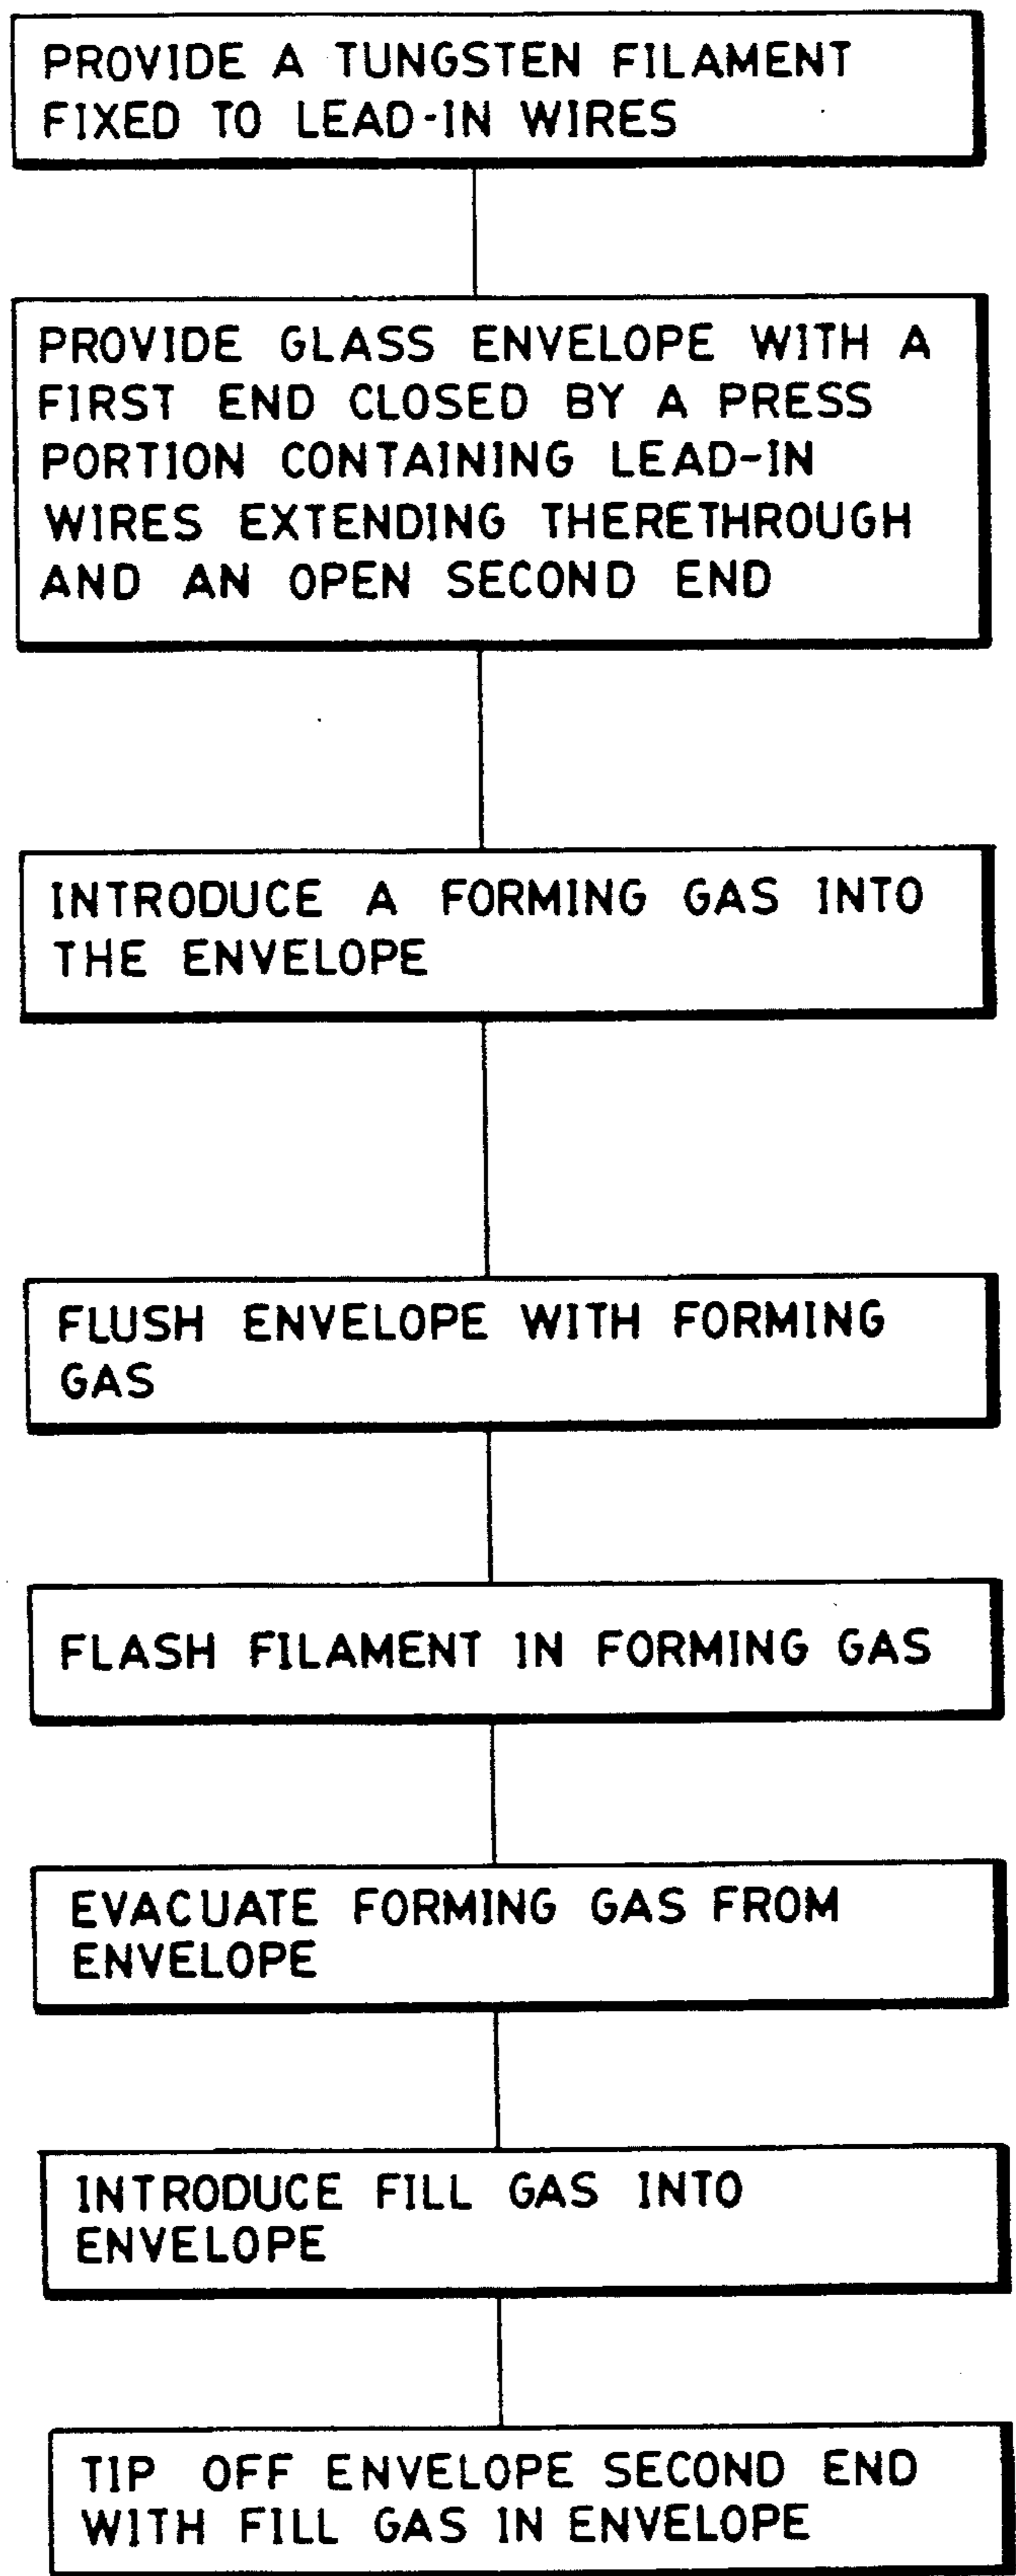 PROVIDE A TUNGSTEN FILAMENT
FIXED TO LEAD-IN WIRES
PROVIDE GLASS ENVELOPE WITH A
FIRST END CLOSED BY A PRESS
PORTION CONTAINING LEAD-IN
WIRES EXTENDING THERETHROUGH
AND AN OPEN SECOND END
INTRODUCE A FORMING GAS INTO
THE ENVELOPE
FLUSH ENVELOPE WITH FORMING
GAS
FLASH FILAMENT IN FORMING GAS
EVACUATE FORMING GAS FROM
ENVELOPE
INTRODUCE FILL GAS INTO
ENVELOPE
TIP OFF ENVELOPE SECOND END
WITH FILL GAS IN ENVELOPE